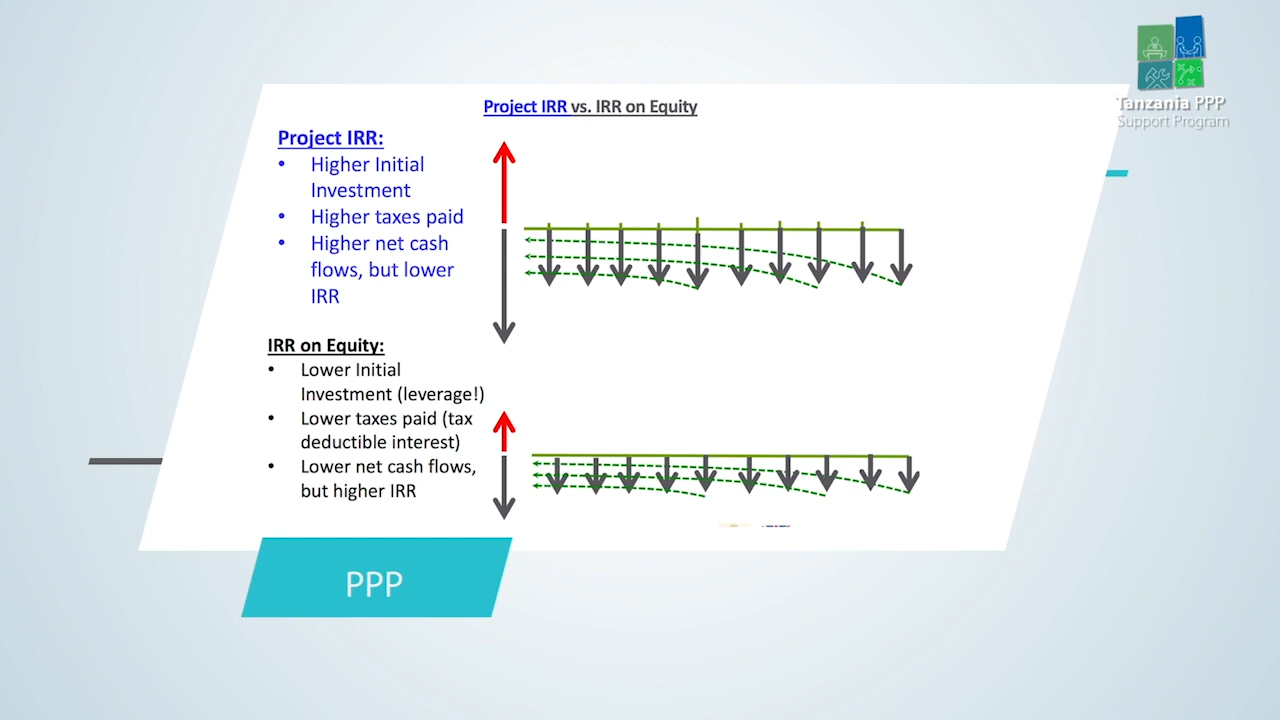 Tanzania PPP
Support Program
Project IRR vs. IRR on Equity
Project IRR:
• Higher Initial
Investment
• Higher taxes paid
• Higher net cash
flows, but lower
IRR
IRR on Equity:
• Lower Initial
Investment (leverage!)
• Lower taxes paid (tax
deductible interest)
• Lower net cash flows,
but higher IRR
PPP